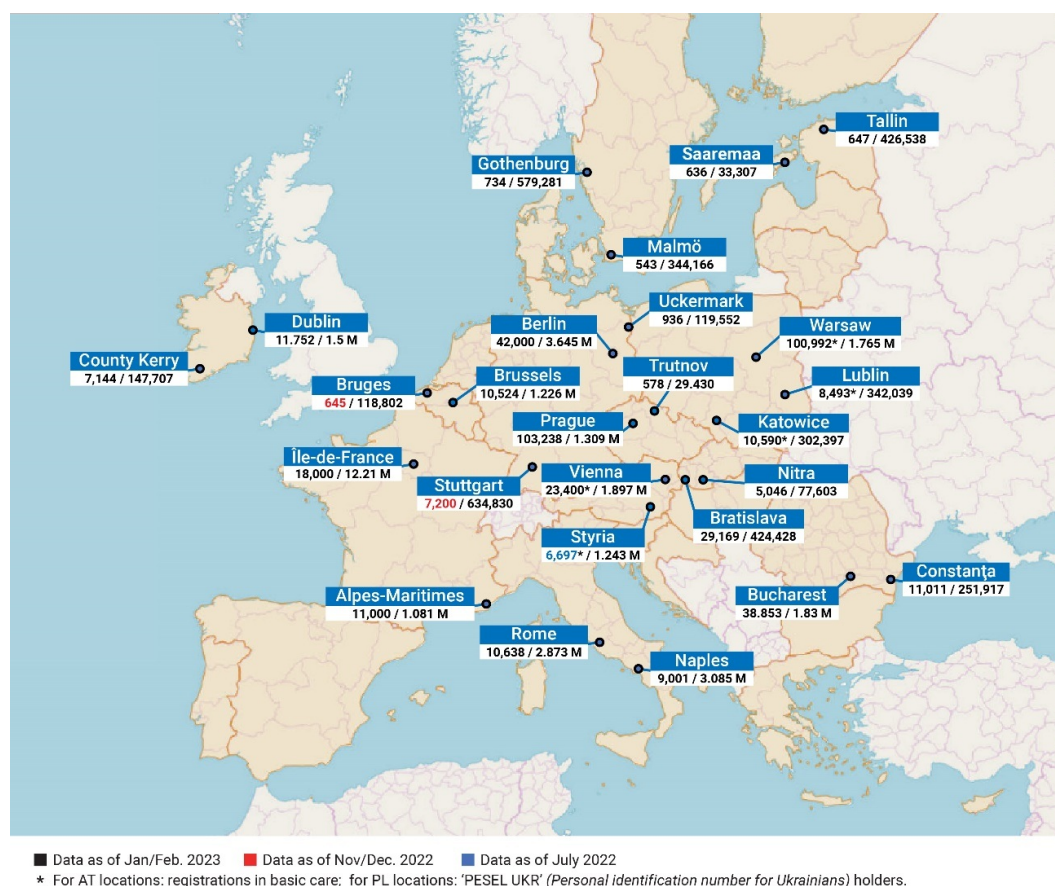 Tallin
647 / 426,538
Saaremaa
636 / 33,307
Gothenburg
734 / 579,281
Malmö
543 / 344,166
Uckermark
936 / 119,552
Dublin
11.752 / 1.5 M
Berlin
42,000 / 3.645 M
Warsaw
100,992* / 1.765 M
County Kerry
7,144 / 147,707
Trutnov
578 / 29.430
Lublin
8,493* / 342,039
Bruges
645 / 118,802
Brussels
10,524 / 1.226 M
Prague
103,238 / 1.309 M
Katowice
10,590* / 302,397
Île-de-France
18,000 / 12.21 M
Stuttgart
7,200 / 634,830
Vienna
23,400* / 1.897 M
Nitra
5,046 / 77,603
Bratislava
29,169 / 424,428
Styria
6,697* / 1.243 M
Constanţa
11,011 / 251,917
Alpes-Maritimes
11,000 / 1.081 M
Bucharest
38.853 / 1.83 M
Rome
10,638 / 2.873 M
Naples
9,001 / 3.085 M
Data as of Jan/Feb. 2023 Data as of Nov/Dec. 2022 Data as of July 2022
* For AT locations: registrations in basic care; for PL locations: ‘PESEL UKR’ (Personal identification number for Ukrainians) holders.